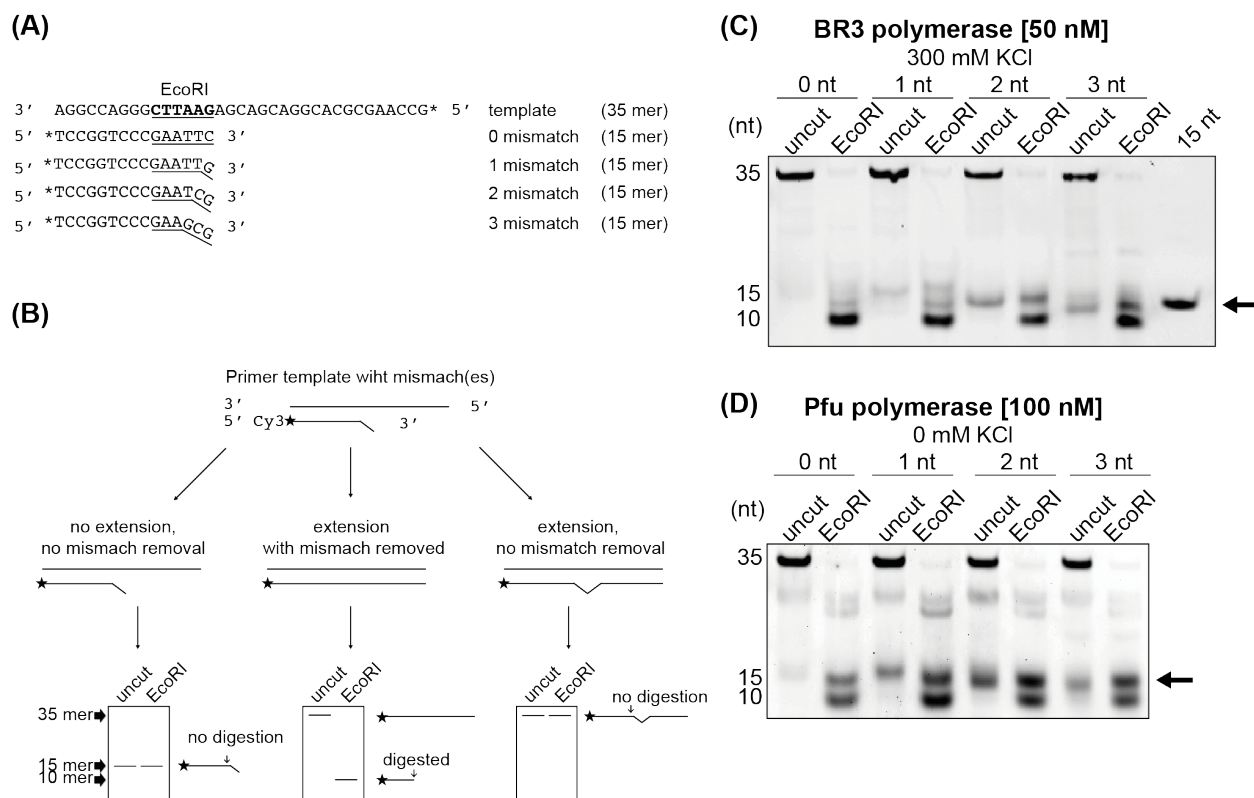 (A)
EcoRI
3′ AGGCCAGGGCTTAAGAGCAGCAGGCACGCGAACCG* 5′ template (35 mer)
5′ *TCCGGTCCCGAATTC 3′ 0 mismatch (15 mer)
5′ *TCCGGTCCCGAATTG 3′ 1 mismatch (15 mer)
5′ *TCCGGTCCCGAATCG 3′ 2 mismatch (15 mer)
5′ *TCCGGTCCCGAAGCG 3′ 3 mismatch (15 mer)
(B)
Primer template wiht mismach(es)
3′ 5′
5′ Cy3★ 3′
no extension,
no mismach removal
extension
with mismach removed
extension,
no mismatch removal
uncut EcoRI
35 mer
15 mer
10 mer
no digestion
uncut EcoRI
digested
uncut EcoRI
no digestion
(C)
BR3 polymerase [50 nM]
300 mM KCl
0 nt 1 nt 2 nt 3 nt
(nt) uncut EcoRI uncut EcoRI uncut EcoRI uncut EcoRI 15 nt
35
15
10
(D)
Pfu polymerase [100 nM]
0 mM KCl
0 nt 1 nt 2 nt 3 nt
(nt) uncut EcoRI uncut EcoRI uncut EcoRI uncut EcoRI
35
15
10